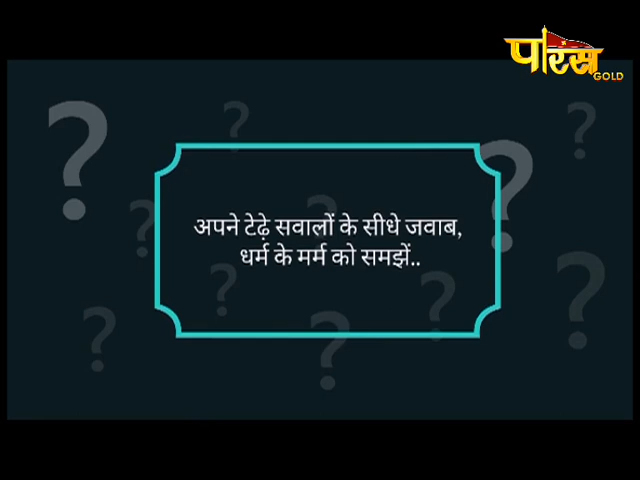 पारस
GOLD
अपने टेढ़े सवालों के सीधे जवाब,
धर्म के मर्म को समझें..